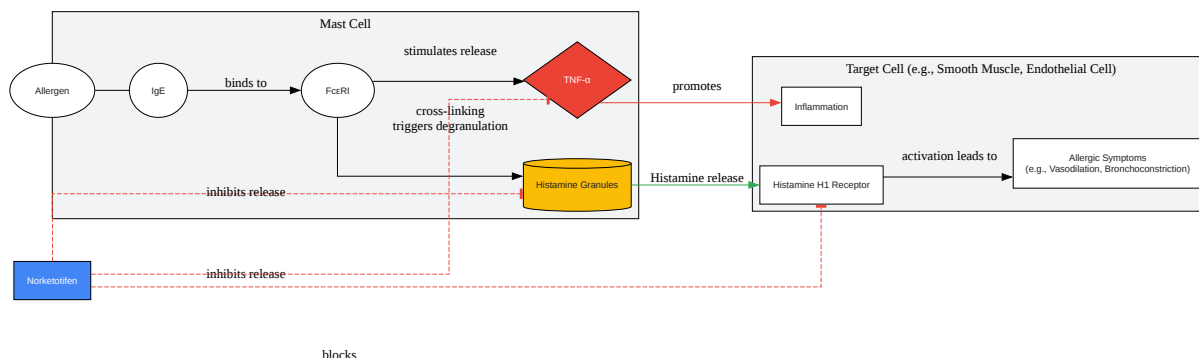 Mast Cell
stimulates release
Target Cell (e.g., Smooth Muscle, Endothelial Cell)
Allergen
IgE
binds to
FcεRI
TNF-α
promotes
Inflammation
cross-linking
triggers degranulation
Histamine Granules
Histamine release
Histamine H1 Receptor
activation leads to
Allergic Symptoms
(e.g., Vasodilation, Bronchoconstriction)
inhibits release
Norketotifen
inhibits release
blocks